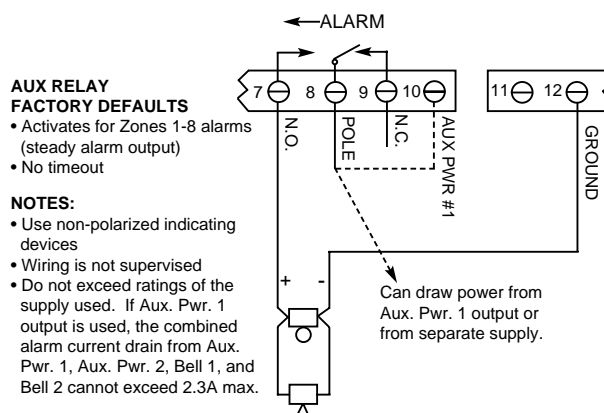 ALARM
7 8 9 10 11 12
N.O.
POLE
N.C.
AUX PWR #1
GROUND
AUX RELAY
FACTORY DEFAULTS
• Activates for Zones 1-8 alarms
(steady alarm output)
• No timeout
NOTES:
• Use non-polarized indicating
devices
• Wiring is not supervised
• Do not exceed ratings of the
supply used. If Aux. Pwr. 1
output is used, the combined
alarm current drain from Aux.
Pwr. 1, Aux. Pwr. 2, Bell 1, and
Bell 2 cannot exceed 2.3A max.
+ -
Can draw power from
Aux. Pwr. 1 output or
from separate supply.